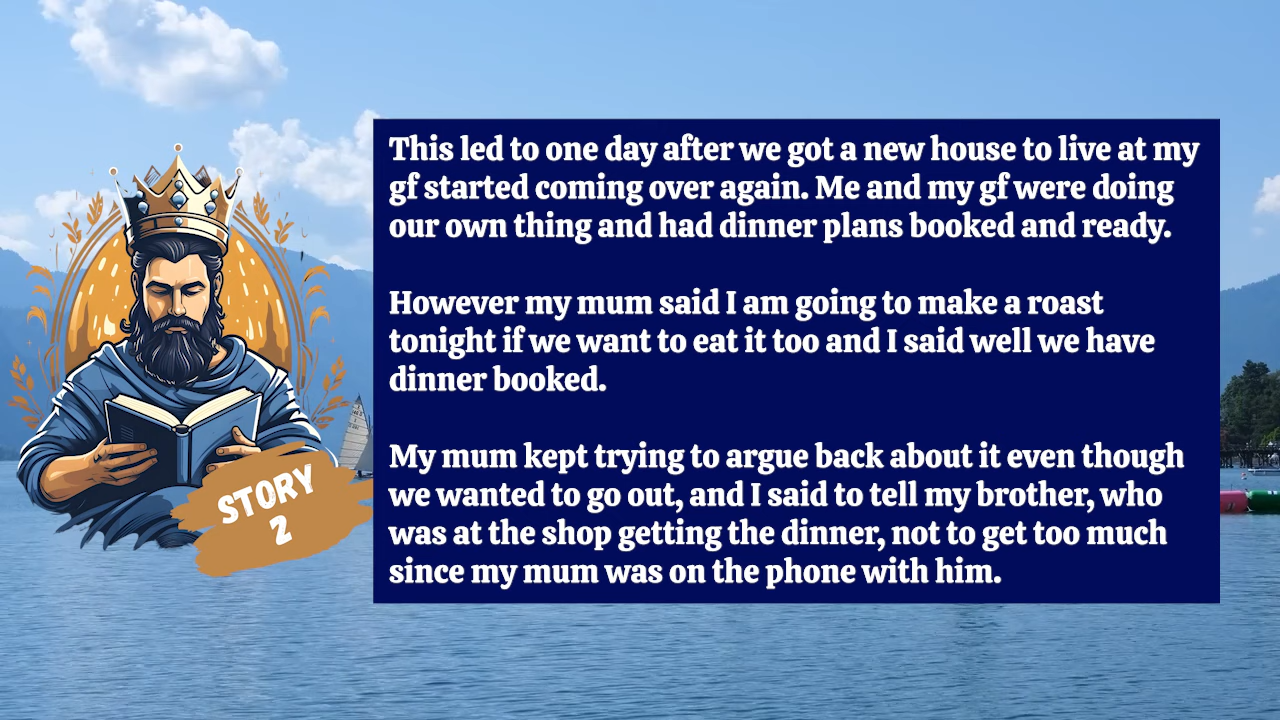 This led to one day after we got a new house to live at my
gf started coming over again. Me and my gf were doing
our own thing and had dinner plans booked and ready.
However my mum said I am going to make a roast
tonight if we want to eat it too and I said well we have
dinner booked.
My mum kept trying to argue back about it even though
we wanted to go out, and I said to tell my brother, who
was at the shop getting the dinner, not to get too much
since my mum was on the phone with him.
STORY
2